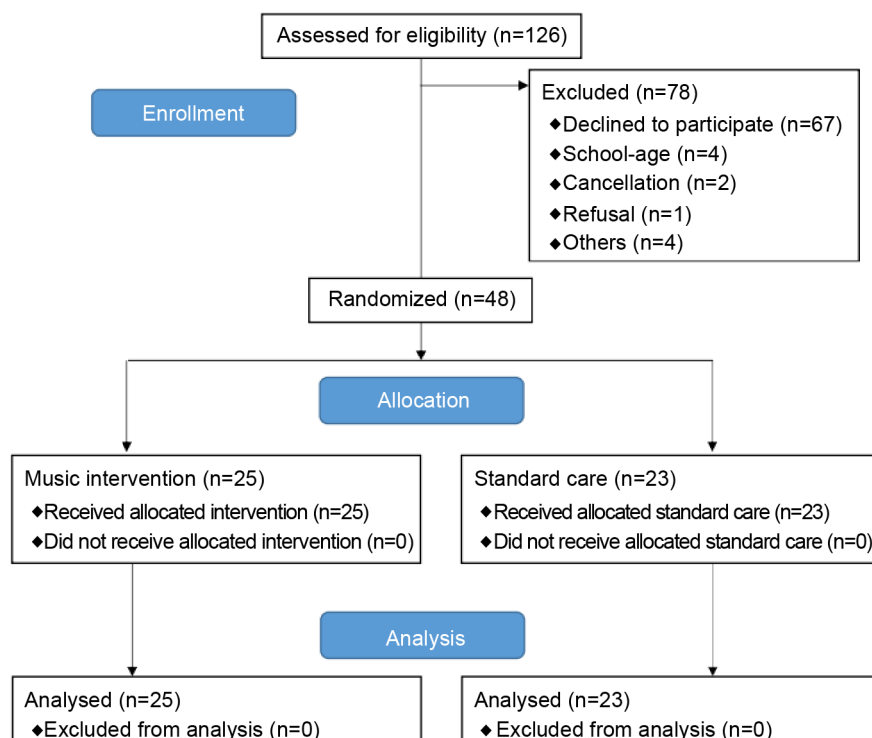 Assessed for eligibility (n=126)
Enrollment
Excluded (n=78)
◆Declined to participate (n=67)
◆School-age (n=4)
◆Cancellation (n=2)
◆Refusal (n=1)
◆Others (n=4)
Randomized (n=48)
Allocation
Music intervention (n=25)
◆Received allocated intervention (n=25)
◆Did not receive allocated intervention (n=0)
Standard care (n=23)
◆Received allocated standard care (n=23)
◆Did not receive allocated standard care (n=0)
Analysis
Analysed (n=25)
◆Excluded from analysis (n=0)
Analysed (n=23)
◆ Excluded from analysis (n=0)